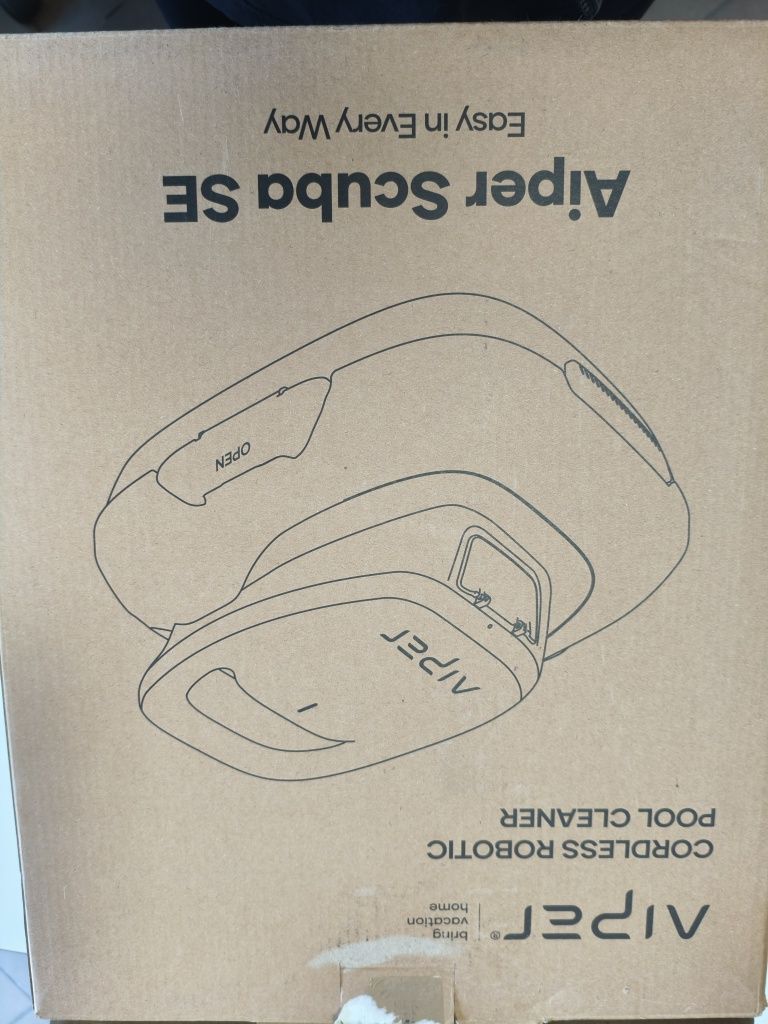 AIPER®
bring
vacation
home
CORDLESS ROBOTIC
POOL CLEANER
AIPER
OPEN
Aiper Scuba SE
Easy in Every Way